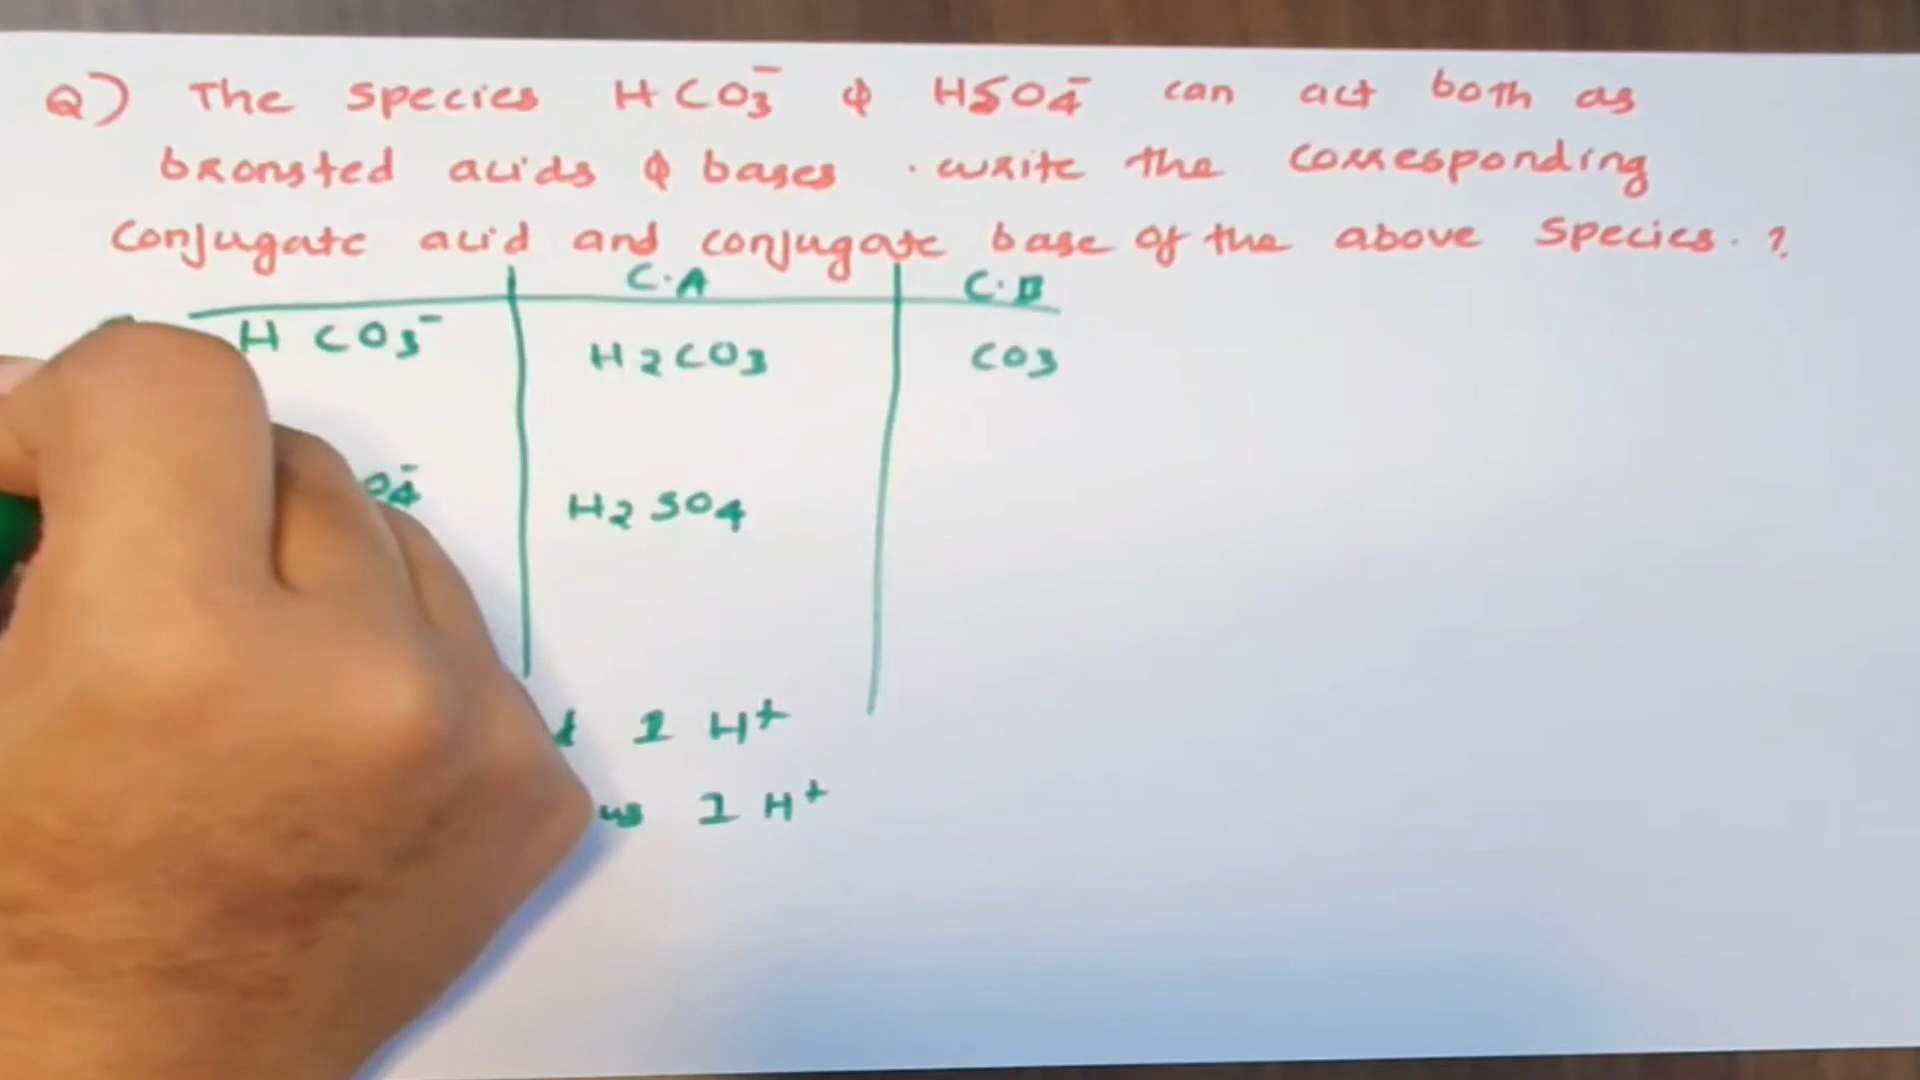 Q) The species HCO3⁻ & HSO4⁻ can act both as
bronsted acids & bases . write the corresponding
conjugate acid and conjugate base of the above species. ?
C.A C.B
H CO3⁻ H2CO3 CO3
H2SO4
1 H⁺
1 H⁺